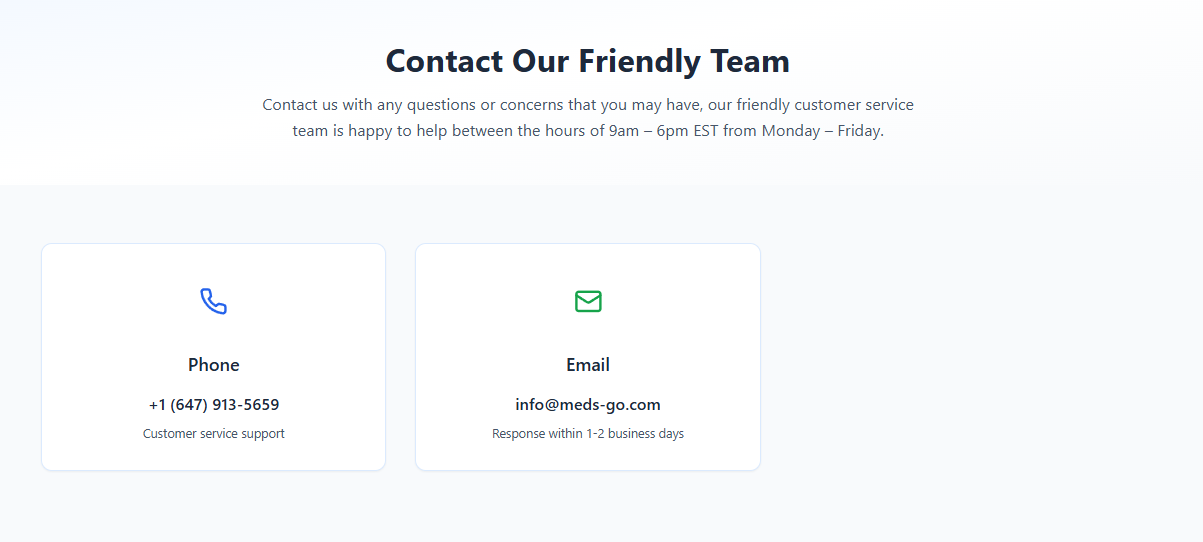 Contact Our Friendly Team
Contact us with any questions or concerns that you may have, our friendly customer service
team is happy to help between the hours of 9am – 6pm EST from Monday – Friday.
Phone
+1 (647) 913-5659
Customer service support
Email
info@meds-go.com
Response within 1-2 business days